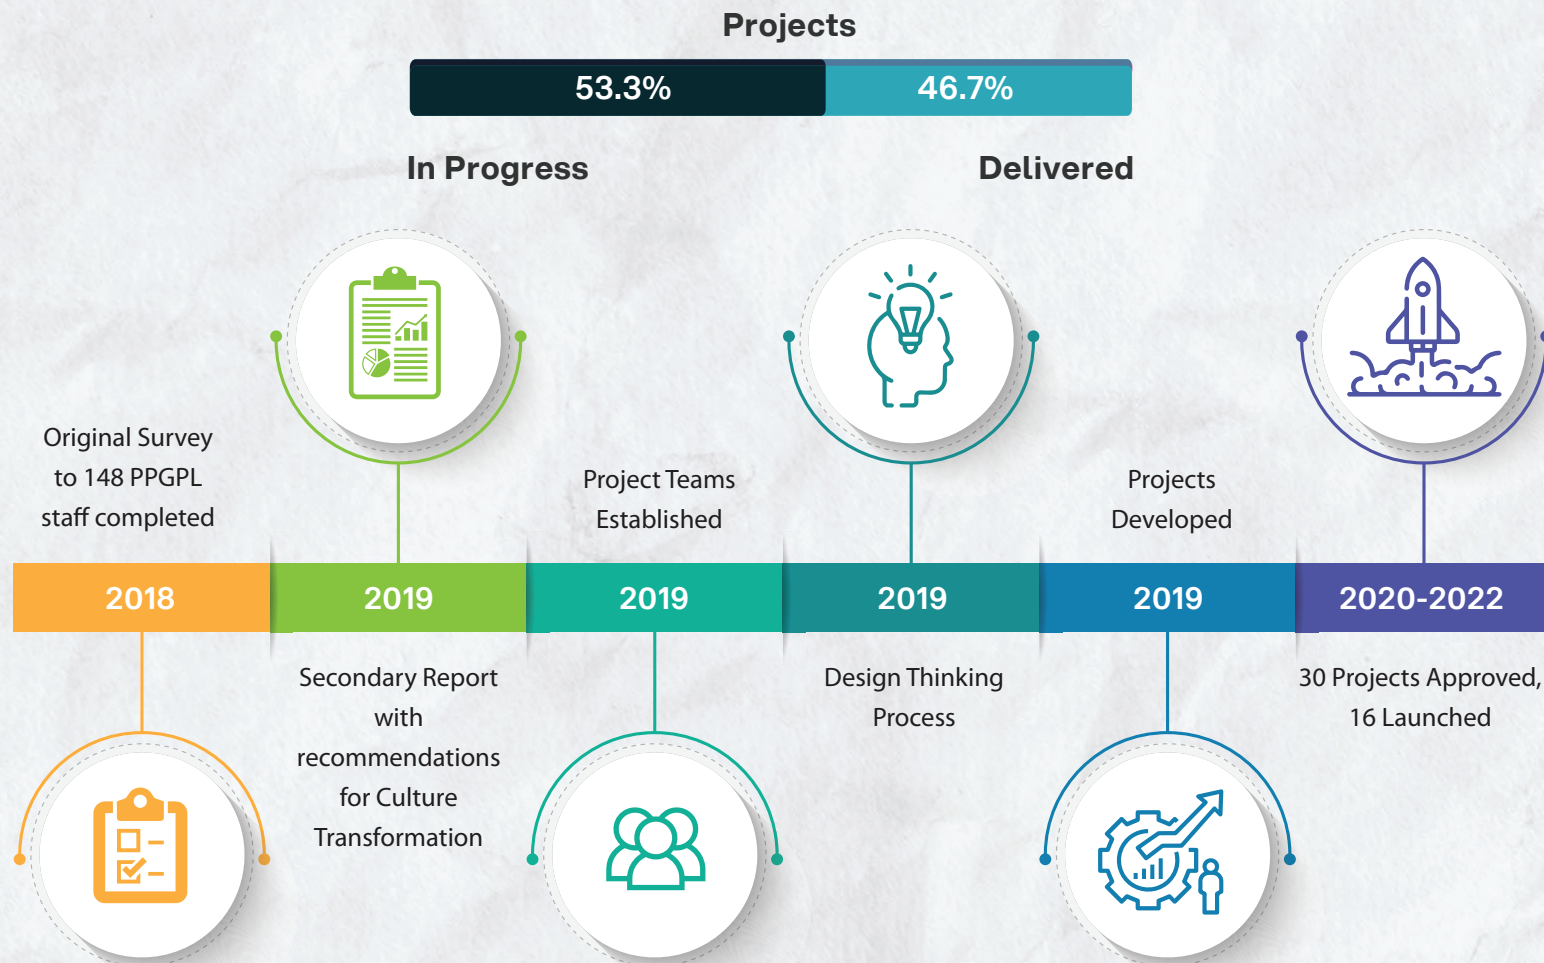 Projects
53.3%
46.7%
In Progress
Delivered
Original Survey
to 148 PPGPL
staff completed
2018
2019
Secondary Report
with
recommendations
for Culture
Transformation
Project Teams
Established
2019
2019
Design Thinking
Process
Projects
Developed
2019
2020-2022
30 Projects Approved,
16 Launched